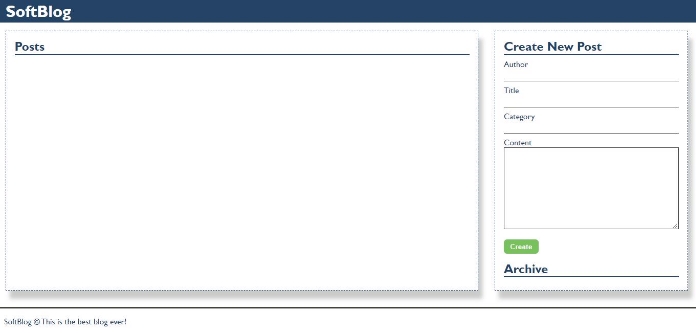 SoftBlog
Posts
Create New Post
Author
Title
Category
Content
Create
Archive
SoftBlog © This is the best blog ever!